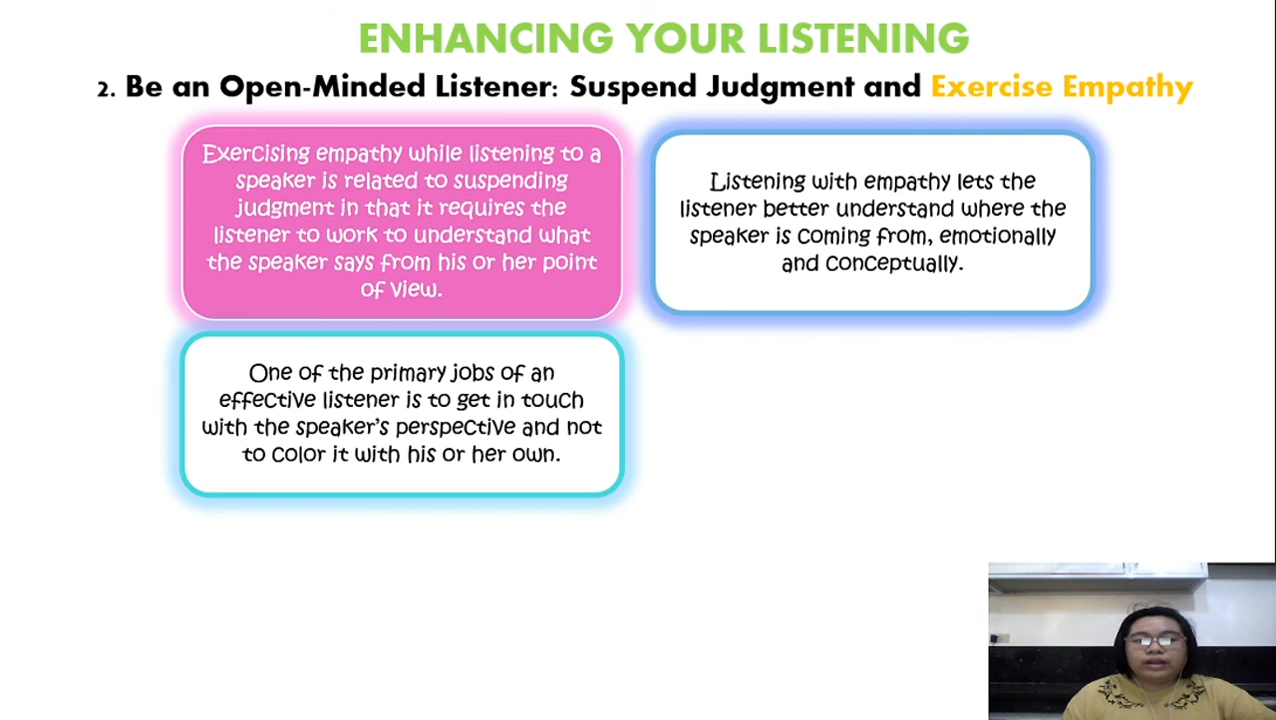 ENHANCING YOUR LISTENING
2. Be an Open-Minded Listener: Suspend Judgment and Exercise Empathy
Exercising empathy while listening to a
speaker is related to suspending
judgment in that it requires the
listener to work to understand what
the speaker says from his or her point
of view.
Listening with empathy lets the
listener better understand where the
speaker is coming from, emotionally
and conceptually.
One of the primary jobs of an
effective listener is to get in touch
with the speaker's perspective and not
to color it with his or her own.